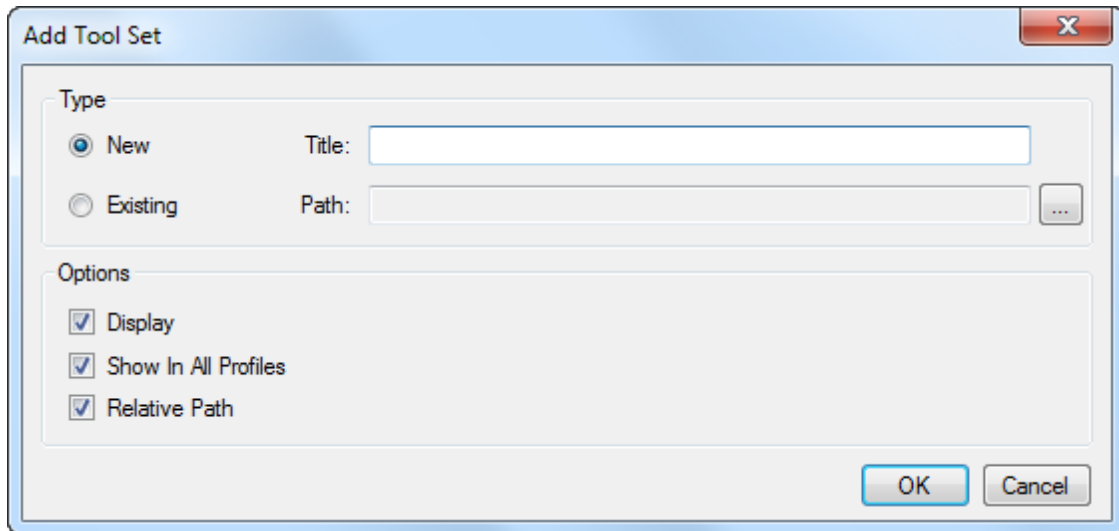 Add Tool Set
Type
New Title:
Existing Path: ...
Options
Display
Show In All Profiles
Relative Path
OK Cancel